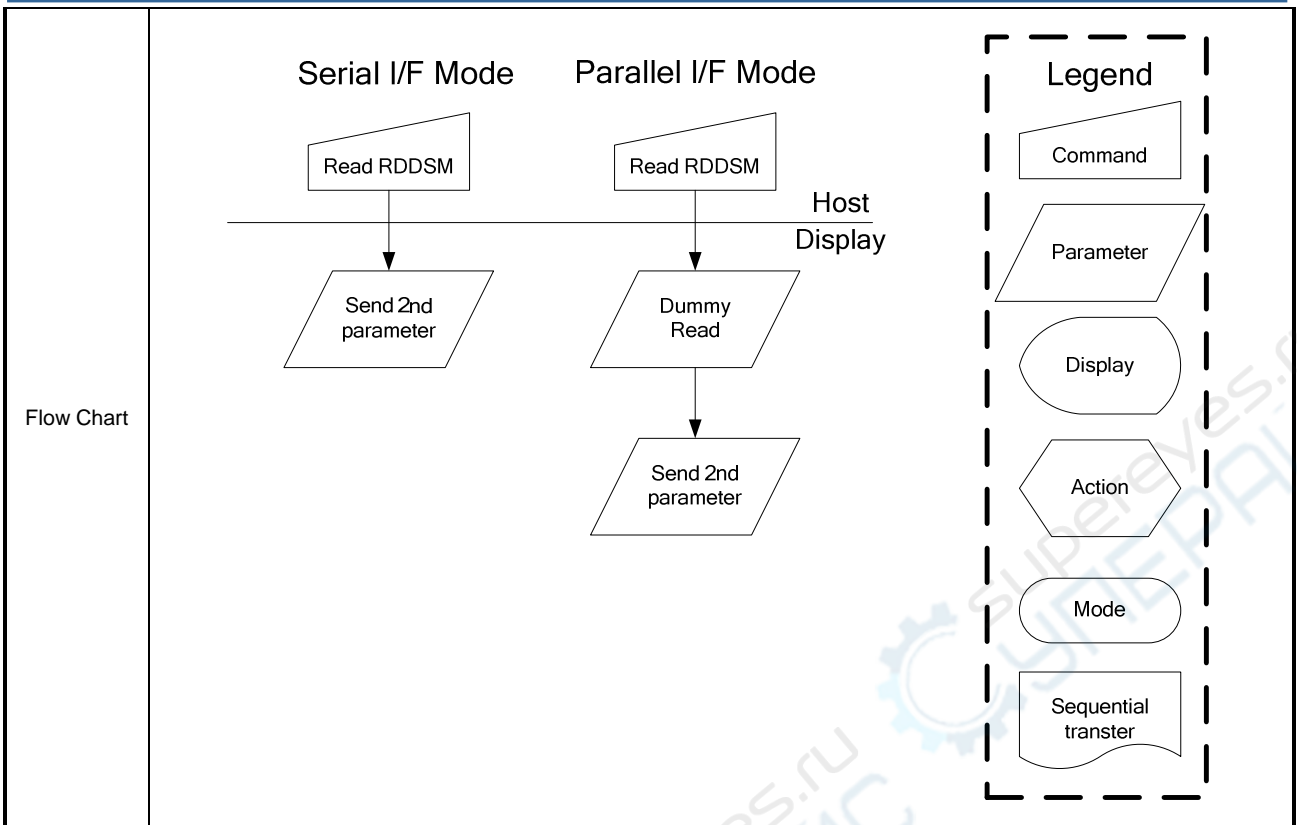 Flow Chart
Serial I/F Mode
Read RDDSM
Send 2nd
parameter
Parallel I/F Mode
Read RDDSM
Host
Display
Dummy
Read
Send 2nd
parameter
Legend
Command
Parameter
Display
Action
Mode
Sequential
transter